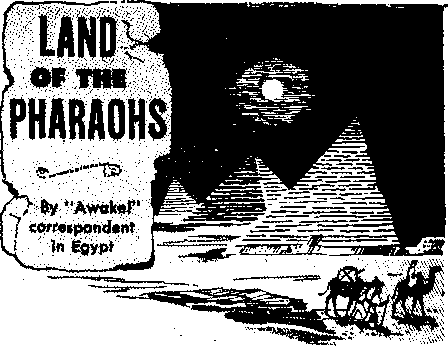 LAND
OF THE
PHARAOHS
By "Awake!"
correspondent
in Egypt